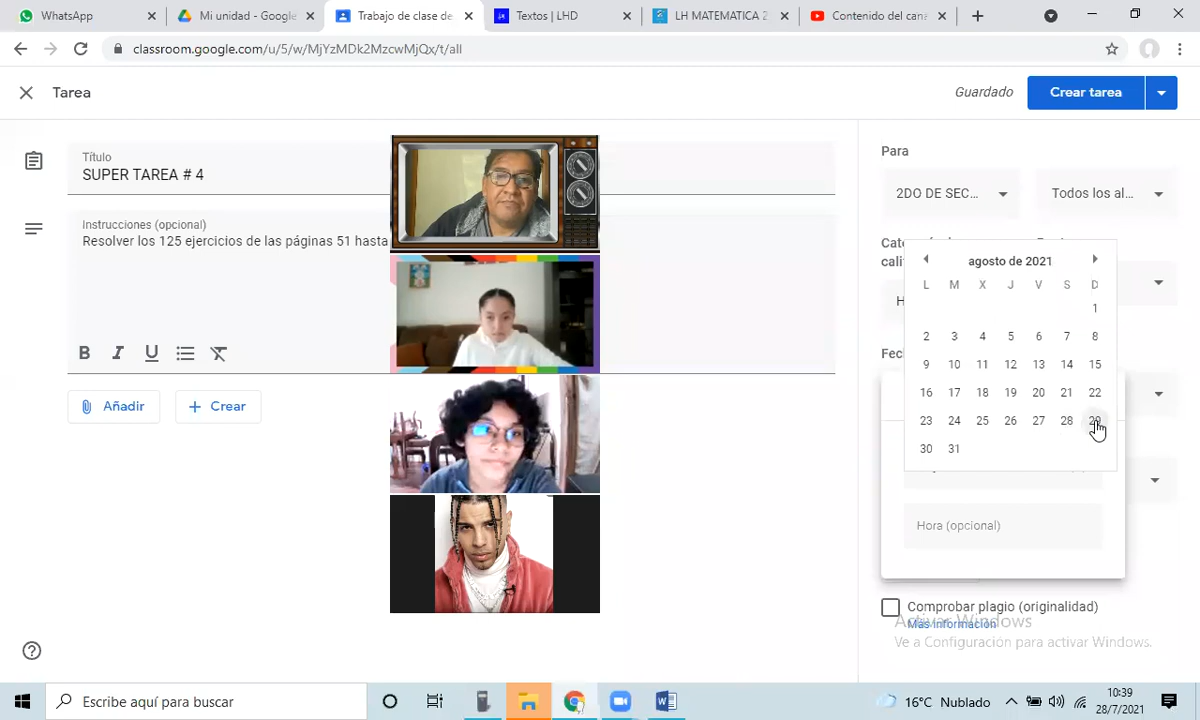 WhatsApp
Mi unidad - Google
Trabajo de clase de
Textos | LHD
LH MATEMATICA 2
Contenido del cana
classroom.google.com/u/5/w/MjYzMDk2MzcwMjQx/t/all
Tarea
Guardado
Crear tarea
Título
SUPER TAREA # 4
Instrucciones (opcional)
Resolver los 125 ejercicios de las páginas 51 hasta
B I U
Añadir
Crear
Para
2DO DE SEC...
Todos los al...
agosto de 2021
L M X J V S D
1
2 3 4 5 6 7 8
9 10 11 12 13 14 15
16 17 18 19 20 21 22
23 24 25 26 27 28 29
30 31
Hora (opcional)
Comprobar plagio (originalidad)
Más información
Activar Windows
Ve a Configuración para activar Windows.
Escribe aquí para buscar
16°C Nublado
10:39
28/7/2021